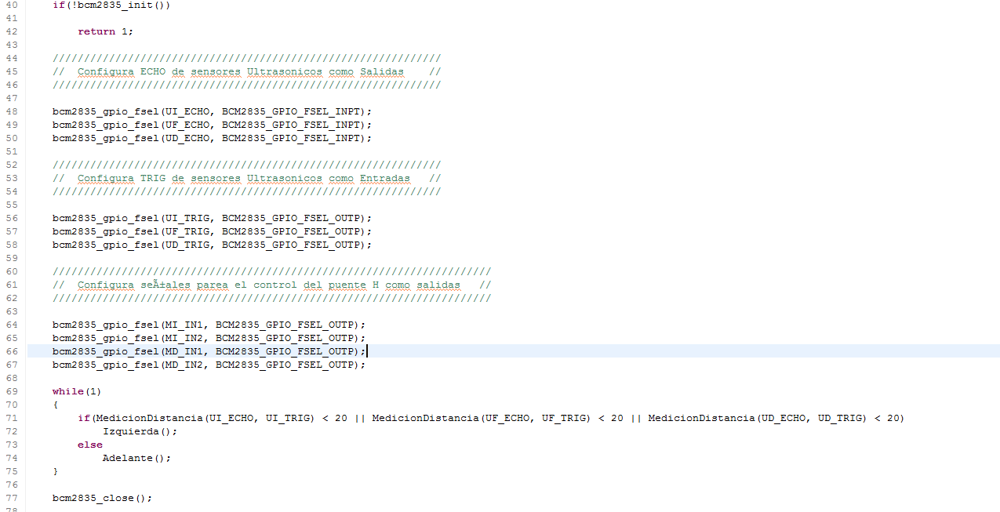 40 if(!bcm2835_init())
41
42 return 1;
43
44 //////////////////////////////////////////////////////////////
45 // Configura ECHO de sensores Ultrasonicos como Salidas //
46 //////////////////////////////////////////////////////////////
47
48 bcm2835_gpio_fsel(UI_ECHO, BCM2835_GPIO_FSEL_INPT);
49 bcm2835_gpio_fsel(UF_ECHO, BCM2835_GPIO_FSEL_INPT);
50 bcm2835_gpio_fsel(UD_ECHO, BCM2835_GPIO_FSEL_INPT);
51
52 //////////////////////////////////////////////////////////////
53 // Configura TRIG de sensores Ultrasonicos como Entradas //
54 //////////////////////////////////////////////////////////////
55
56 bcm2835_gpio_fsel(UI_TRIG, BCM2835_GPIO_FSEL_OUTP);
57 bcm2835_gpio_fsel(UF_TRIG, BCM2835_GPIO_FSEL_OUTP);
58 bcm2835_gpio_fsel(UD_TRIG, BCM2835_GPIO_FSEL_OUTP);
59
60 //////////////////////////////////////////////////////////////////////
61 // Configura seÃ±ales parea el control del puente H como salidas //
62 //////////////////////////////////////////////////////////////////////
63
64 bcm2835_gpio_fsel(MI_IN1, BCM2835_GPIO_FSEL_OUTP);
65 bcm2835_gpio_fsel(MI_IN2, BCM2835_GPIO_FSEL_OUTP);
66 bcm2835_gpio_fsel(MD_IN1, BCM2835_GPIO_FSEL_OUTP);
67 bcm2835_gpio_fsel(MD_IN2, BCM2835_GPIO_FSEL_OUTP);
68
69 while(1)
70 {
71 if(MedicionDistancia(UI_ECHO, UI_TRIG) < 20 || MedicionDistancia(UF_ECHO, UF_TRIG) < 20 || MedicionDistancia(UD_ECHO, UD_TRIG) < 20)
72 Izquierda();
73 else
74 Adelante();
75 }
76
77 bcm2835_close();
78